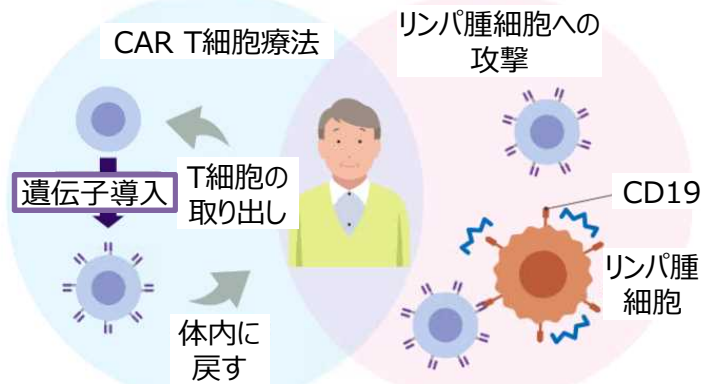 CAR T細胞療法
遺伝子導入
T細胞の
取り出し
体内に
戻す
リンパ腫細胞への
攻撃
CD19
リンパ腫
細胞